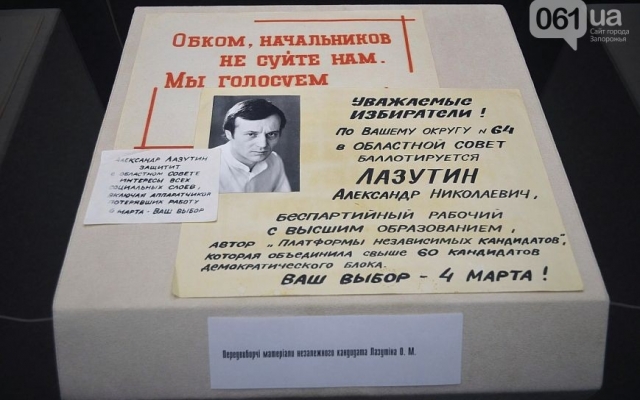 061.ua
Сайт города
Запорожья
Обком, начальников
не суйте нам.
Мы голосуем
Александр Лазутин
защитит
в областном совете
интересы всех
социальных слоев,
включая аппаратчиков
потерявших работу
4 марта - Ваш выбор
Уважаемые
избиратели!
По Вашему округу № 64
в областной совет
баллотируется
Лазутин
Александр Николаевич,
беспартийный рабочий
с высшим образованием,
автор „Платформы независимых кандидатов",
которая объединила свыше 60 кандидатов
демократического блока.
Ваш выбор - 4 марта!
Передвиборчі матеріали незалежного кандидата Лазутіна О. М.